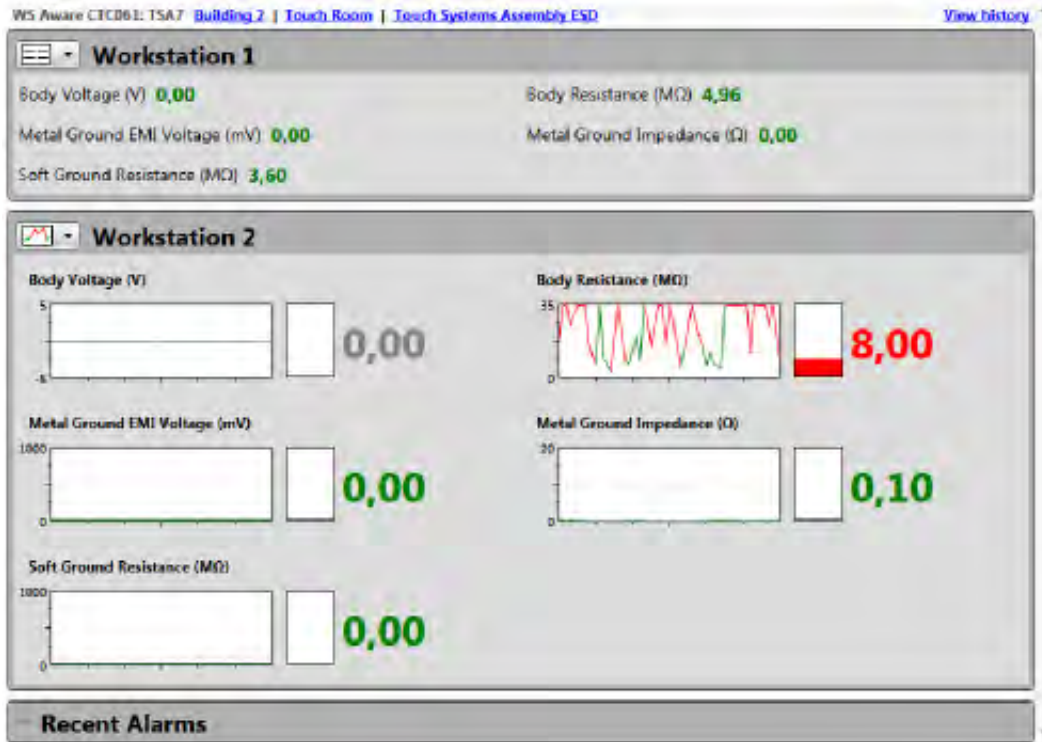 WS Aware CTC061: TSA7 Building 2 | Touch Room | Touch Systems Assembly ESD View history
Workstation 1
Body Voltage (V) 0,00 Body Resistance (MΩ) 4,96
Metal Ground EMI Voltage (mV) 0,00 Metal Ground Impedance (Ω) 0,00
Soft Ground Resistance (MΩ) 3,60
Workstation 2
Body Voltage (V) Body Resistance (MΩ)
5 35
0,00 8,00
-5 0
Metal Ground EMI Voltage (mV) Metal Ground Impedance (Ω)
1000 20
0,00 0,10
0 0
Soft Ground Resistance (MΩ)
1000
0,00
0
Recent Alarms